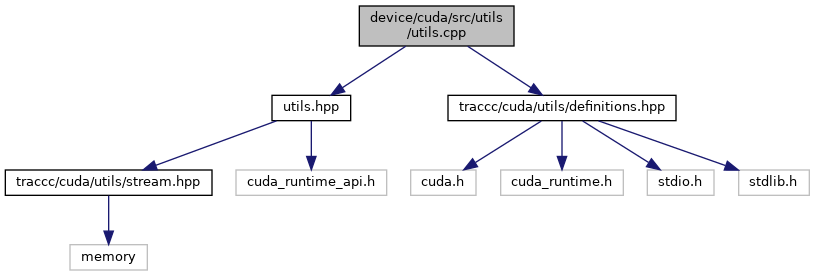 device/cuda/src/utils
/utils.cpp
utils.hpp
traccc/cuda/utils/definitions.hpp
traccc/cuda/utils/stream.hpp
cuda_runtime_api.h
cuda.h
cuda_runtime.h
stdio.h
stdlib.h
memory